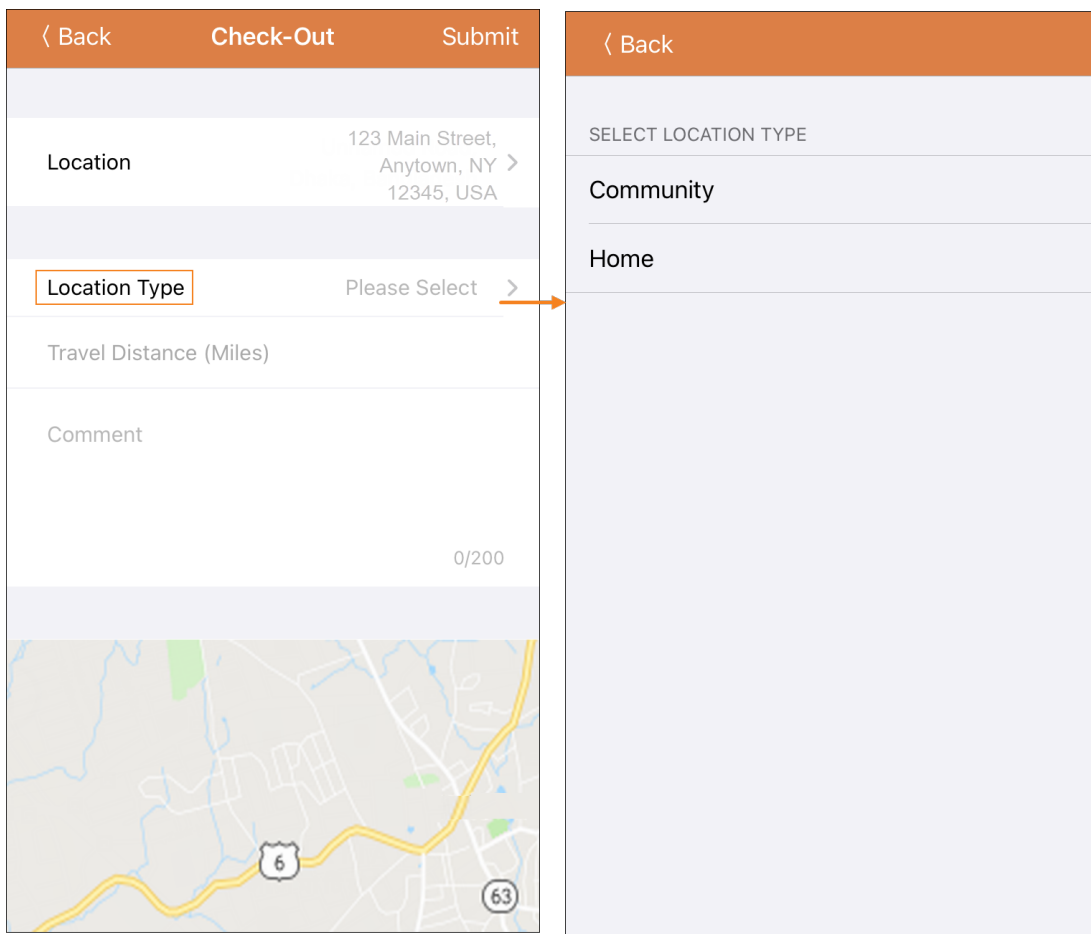 Back Check-Out Submit
Location
123 Main Street,
Anytown, NY
12345, USA
Location Type Please Select
Travel Distance (Miles)
Comment
0/200
6
63
Back
SELECT LOCATION TYPE
Community
Home